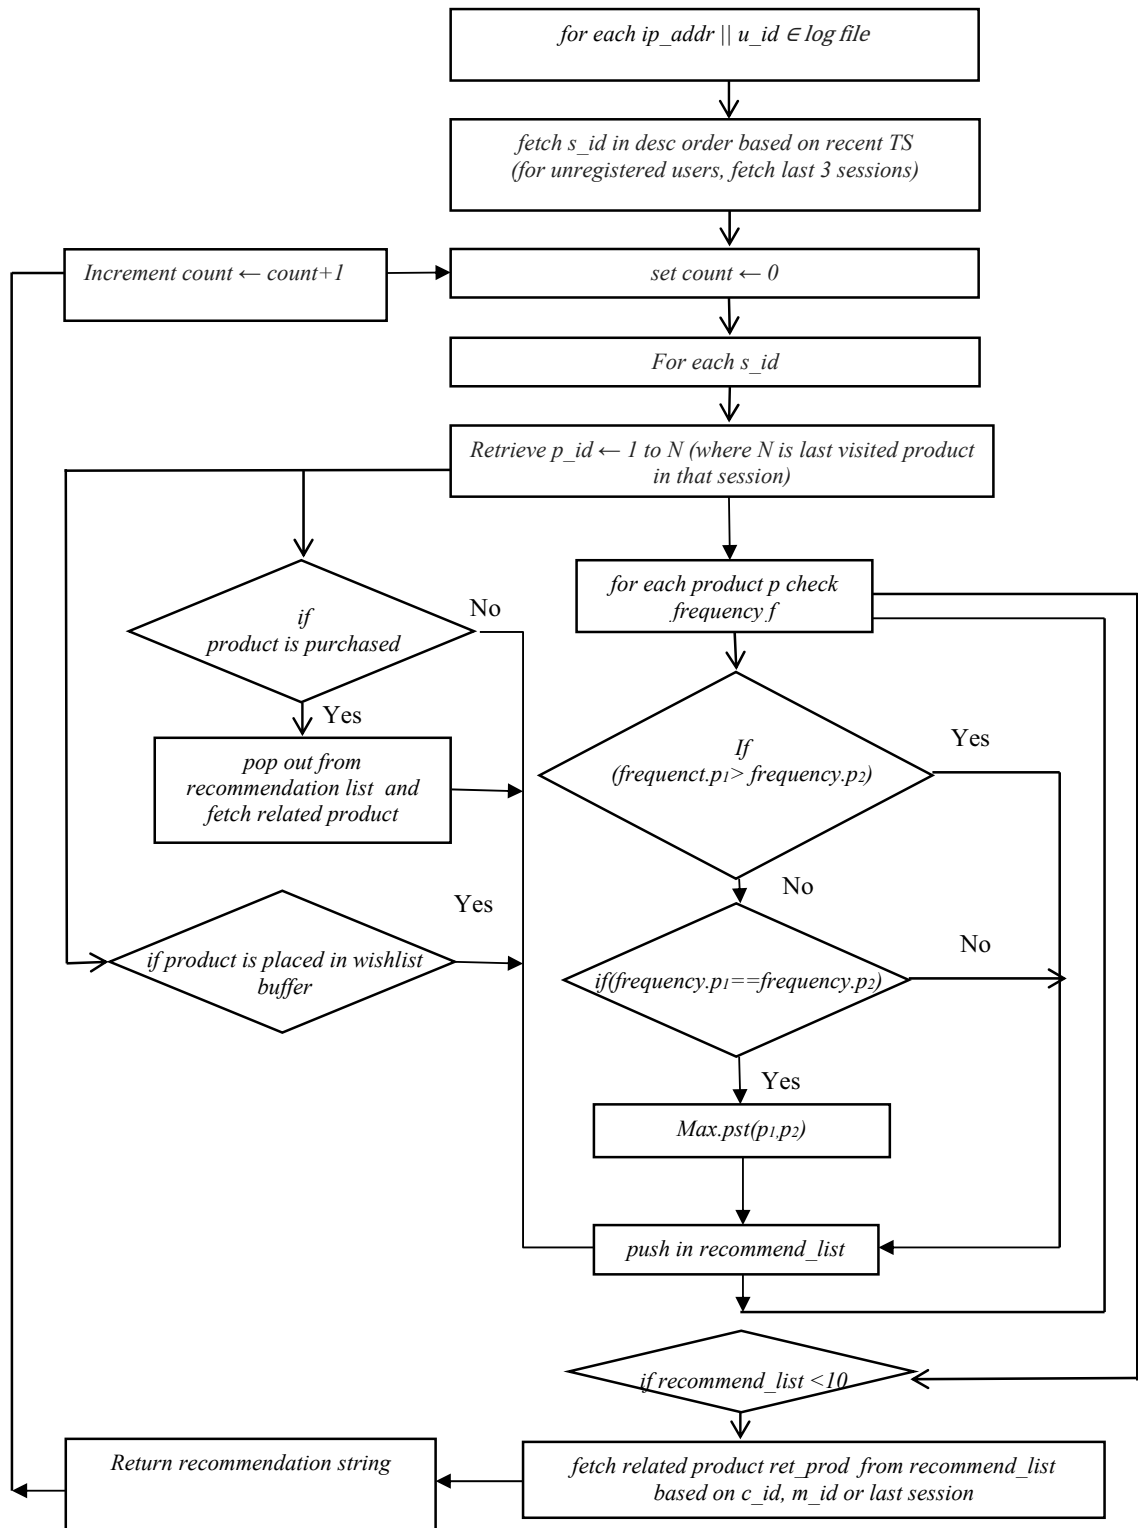 for each ip_addr || u_id ∈ log file
fetch s_id in desc order based on recent TS
(for unregistered users, fetch last 3 sessions)
Increment count ← count+1
set count ← 0
For each s_id
Retrieve p_id ← 1 to N (where N is last visited product
in that session)
for each product p check
frequency f
if
product is purchased
No
Yes
pop out from
recommendation list and
fetch related product
If
(frequenct.p1> frequency.p2)
Yes
No
if product is placed in wishlist
buffer
Yes
if(frequency.p1==frequency.p2)
No
Yes
Max.pst(p1,p2)
push in recommend_list
if recommend_list <10
Return recommendation string
fetch related product ret_prod from recommend_list
based on c_id, m_id or last session